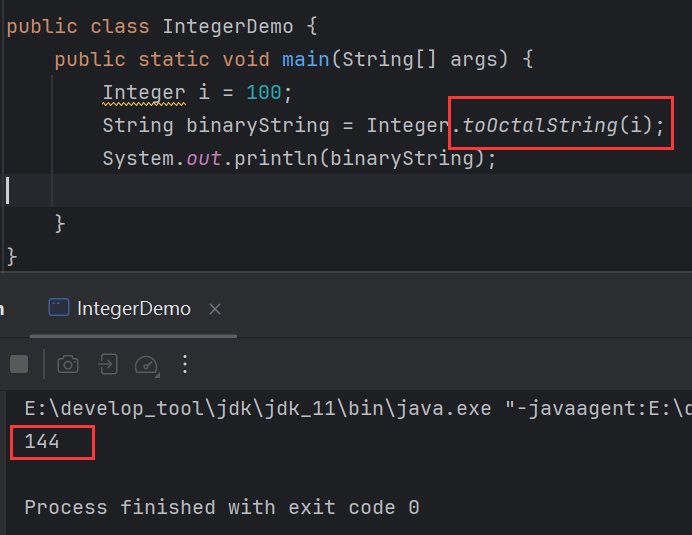 public class IntegerDemo {
public static void main(String[] args) {
Integer i = 100;
String binaryString = Integer.toOctalString(i);
System.out.println(binaryString);
}
}
IntegerDemo
E:\develop_tool\jdk\jdk_11\bin\java.exe "-javaagent:E:\d
144
Process finished with exit code 0